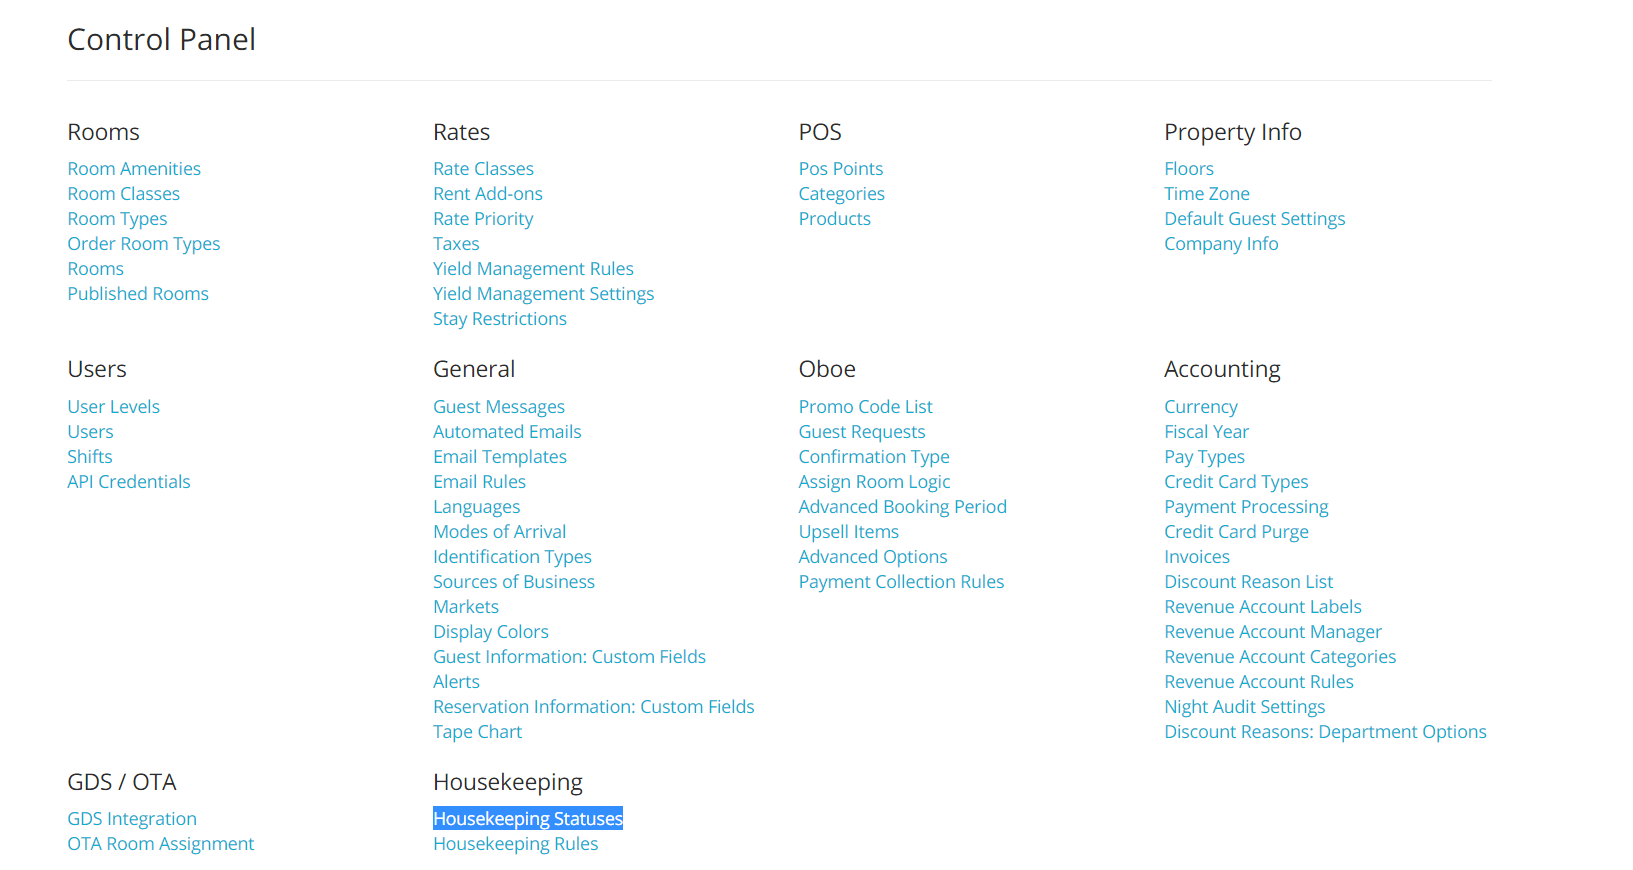 Control Panel
Rooms
Room Amenities
Room Classes
Room Types
Order Room Types
Rooms
Published Rooms
Rates
Rate Classes
Rent Add-ons
Rate Priority
Taxes
Yield Management Rules
Yield Management Settings
Stay Restrictions
POS
Pos Points
Categories
Products
Property Info
Floors
Time Zone
Default Guest Settings
Company Info
Users
User Levels
Users
Shifts
API Credentials
General
Guest Messages
Automated Emails
Email Templates
Email Rules
Languages
Modes of Arrival
Identification Types
Sources of Business
Markets
Display Colors
Guest Information: Custom Fields
Alerts
Reservation Information: Custom Fields
Tape Chart
Oboe
Promo Code List
Guest Requests
Confirmation Type
Assign Room Logic
Advanced Booking Period
Upsell Items
Advanced Options
Payment Collection Rules
Accounting
Currency
Fiscal Year
Pay Types
Credit Card Types
Payment Processing
Credit Card Purge
Invoices
Discount Reason List
Revenue Account Labels
Revenue Account Manager
Revenue Account Categories
Revenue Account Rules
Night Audit Settings
Discount Reasons: Department Options
GDS / OTA
GDS Integration
OTA Room Assignment
Housekeeping
Housekeeping Statuses
Housekeeping Rules